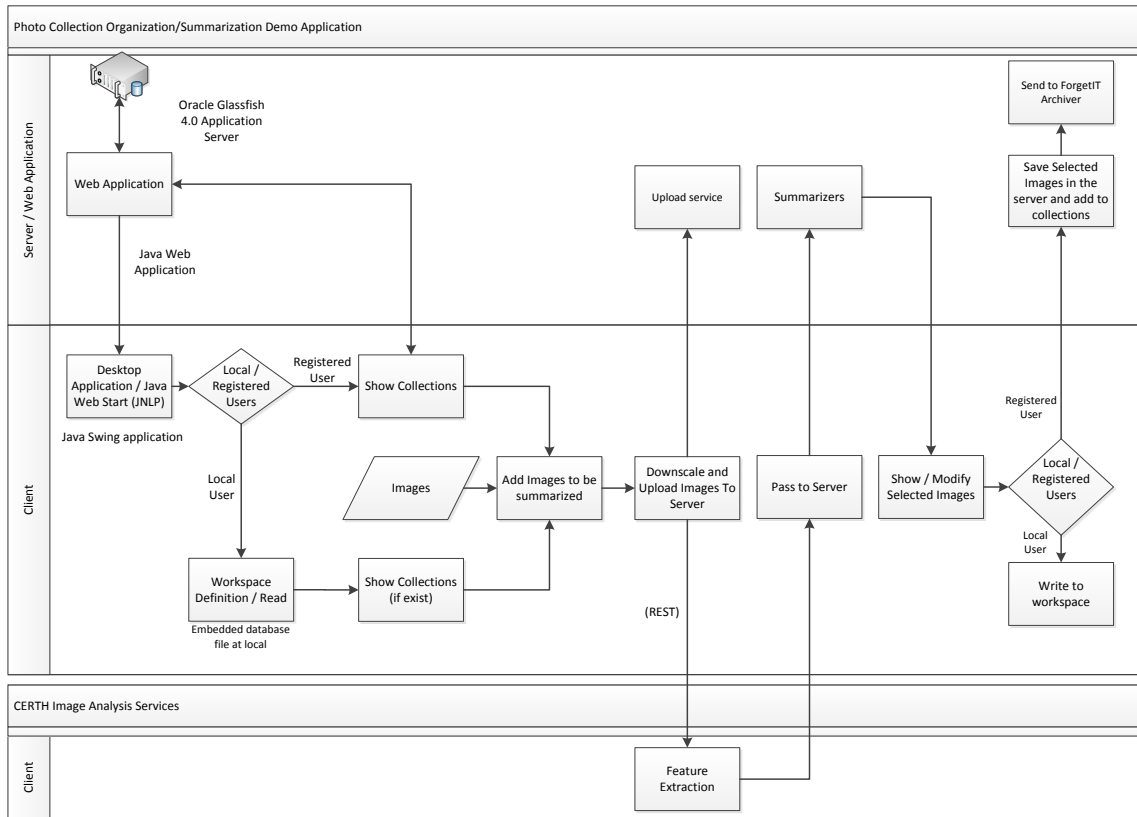 Photo Collection Organization/Summarization Demo Application
Server / Web Application
Oracle Glassfish
4.0 Application
Server
Web Application
Java Web
Application
Upload service
Summarizers
Send to ForgetIT
Archiver
Save Selected
Images in the
server and add to
collections
Client
Desktop
Application / Java
Web Start (JNLP)
Java Swing application
Local /
Registered
Users
Registered
User
Show Collections
Local
User
Images
Add Images to be
summarized
Workspace
Definition / Read
Embedded database
file at local
Show Collections
(if exist)
Downscale and
Upload Images To
Server
(REST)
Pass to Server
Show / Modify
Selected Images
Registered
User
Local /
Registered
Users
Local
User
Write to
workspace
CERTH Image Analysis Services
Client
Feature
Extraction